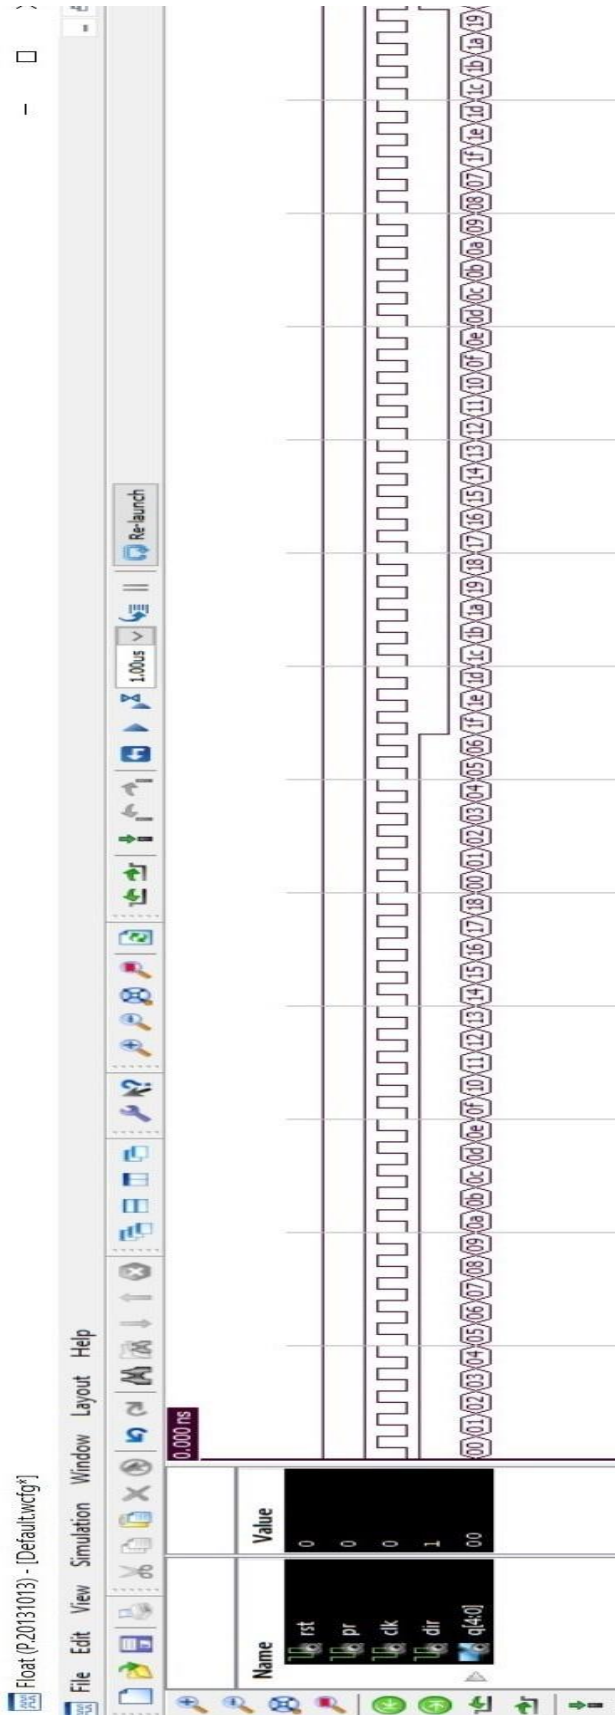 Float (P.20131013) - [Default.wcfg*]
File Edit View Simulation Window Layout Help
1.00us Re-launch
0.000 ns
Name Value
rst 0
pr 0
clk 0
dir 1
q[4:0] 00 00 01 02 03 04 05 06 07 08 09 0a 0b 0c 0d 0e 0f 10 11 12 13 14 15 16 17 18 00 01 02 03 04 05 06 1f 1e 1d 1c 1b 1a 19 18 17 16 15 14 13 12 11 10 0f 0e 0d 0c 0b 0a 09 08 07 1f 1e 1d 1c 1b 1a 19